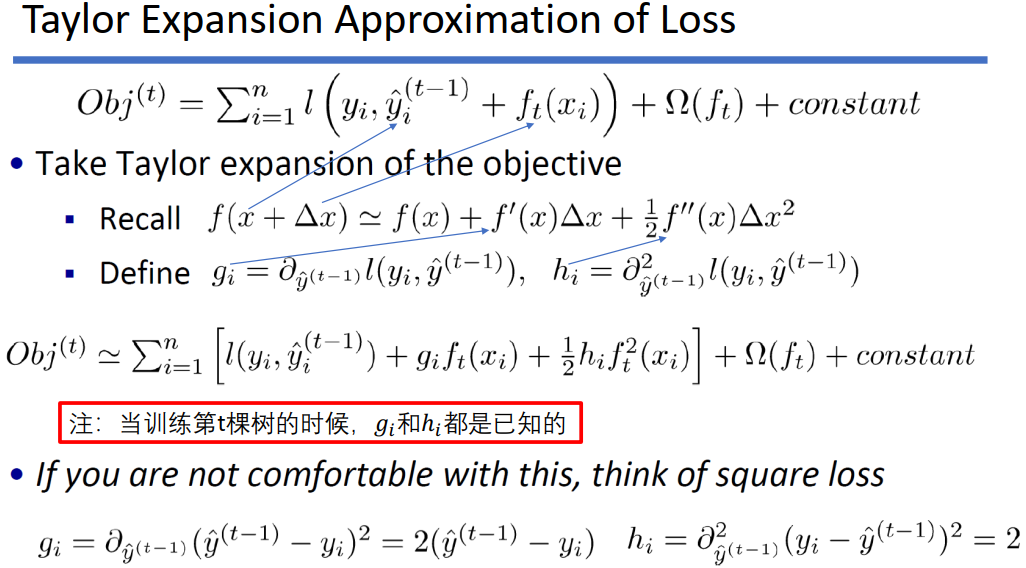 Taylor Expansion Approximation of Loss
Obj^{(t)} = \sum_{i=1}^{n} l\left(y_i, \hat{y}_i^{(t-1)} + f_t(x_i)\right) + \Omega(f_t) + constant
• Take Taylor expansion of the objective
▪ Recall f(x + \Delta x) \simeq f(x) + f'(x)\Delta x + \frac{1}{2} f''(x)\Delta x^2
▪ Define g_i = \partial_{\hat{y}^{(t-1)}} l(y_i, \hat{y}^{(t-1)}), h_i = \partial^2_{\hat{y}^{(t-1)}} l(y_i, \hat{y}^{(t-1)})
Obj^{(t)} \simeq \sum_{i=1}^{n} \left[ l(y_i, \hat{y}_i^{(t-1)}) + g_i f_t(x_i) + \frac{1}{2} h_i f_t^2(x_i) \right] + \Omega(f_t) + constant
注：当训练第t棵树的时候，g_i和h_i都是已知的
• If you are not comfortable with this, think of square loss
g_i = \partial_{\hat{y}^{(t-1)}} (\hat{y}^{(t-1)} - y_i)^2 = 2(\hat{y}^{(t-1)} - y_i) h_i = \partial^2_{\hat{y}^{(t-1)}} (y_i - \hat{y}^{(t-1)})^2 = 2